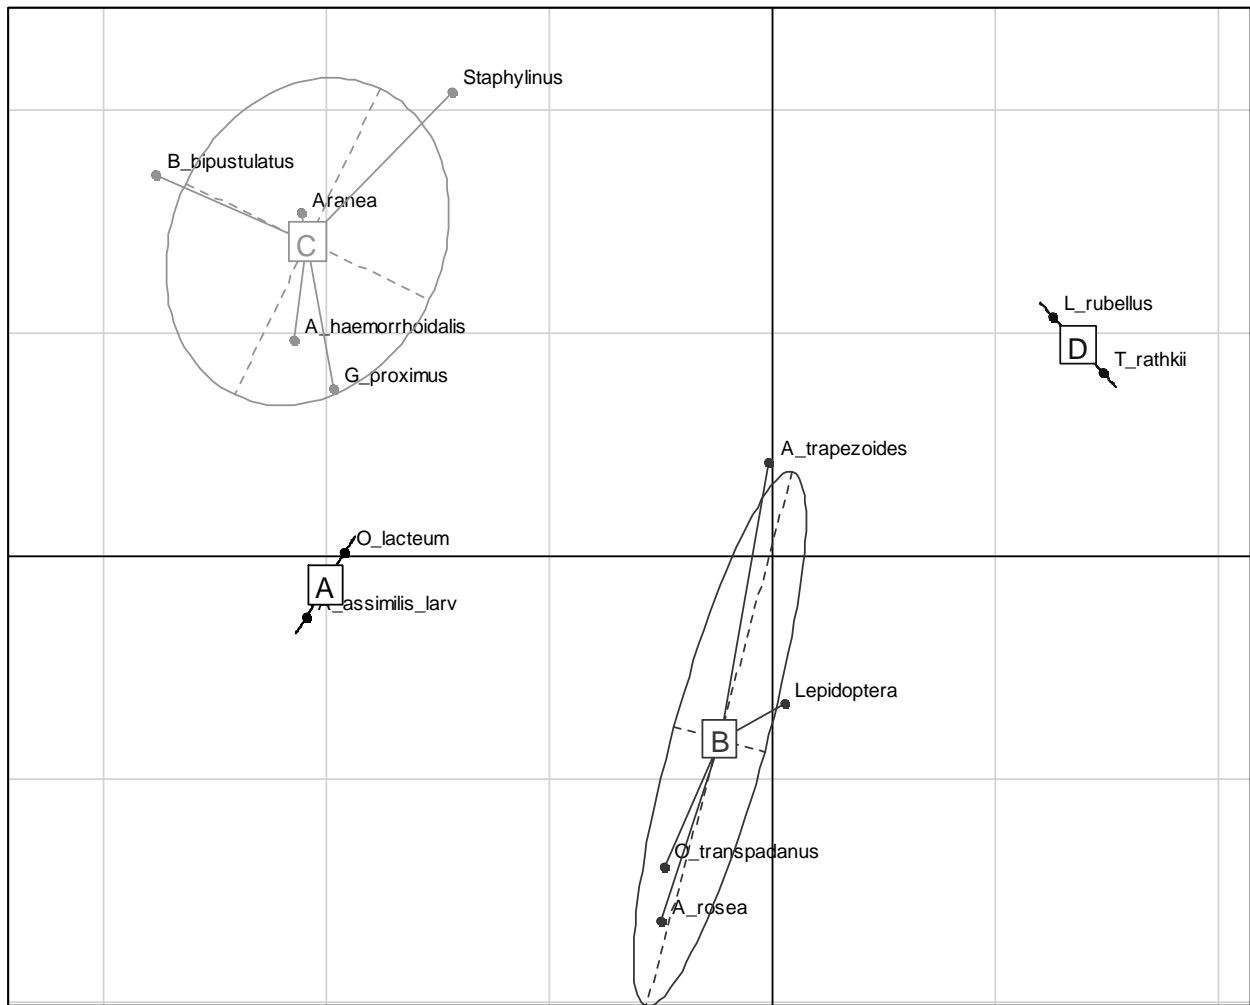 Staphylinus
B_bipustulatus
Aranea
C
L_rubellus
A_haemorrhoidalis
D
T_rathkii
G_proximus
A_trapezoides
O_lacteum
A
A_assimilis_larv
Lepidoptera
B
O_transpadanus
A_rosea